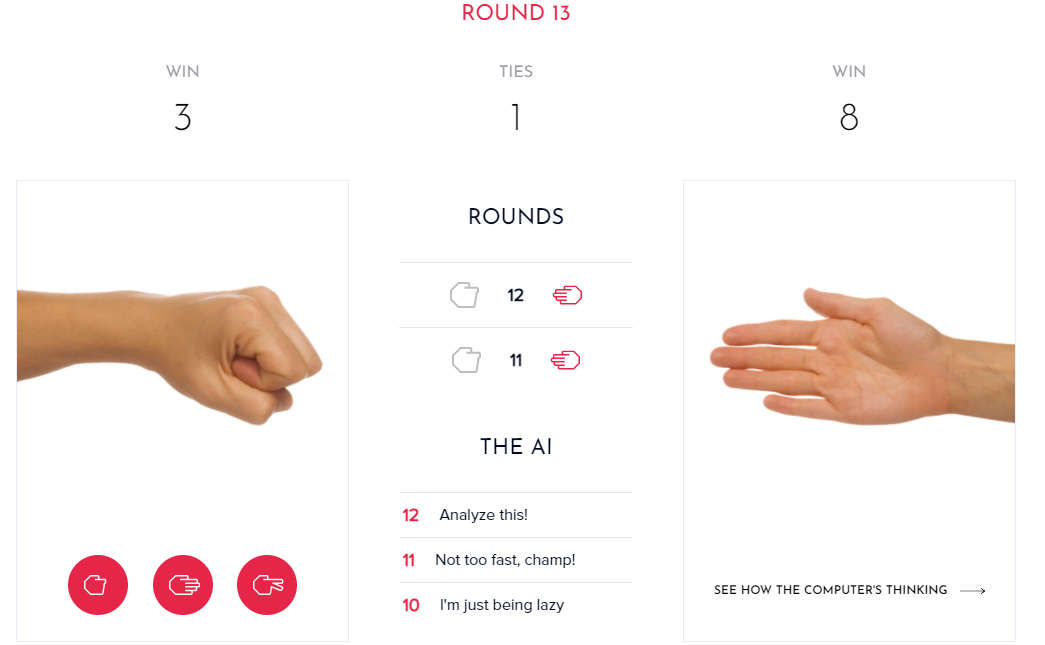 ROUND 13
WIN
TIES
WIN
3
1
8
ROUNDS
12
11
THE AI
12 Analyze this!
11 Not too fast, champ!
10 I'm just being lazy
SEE HOW THE COMPUTER'S THINKING